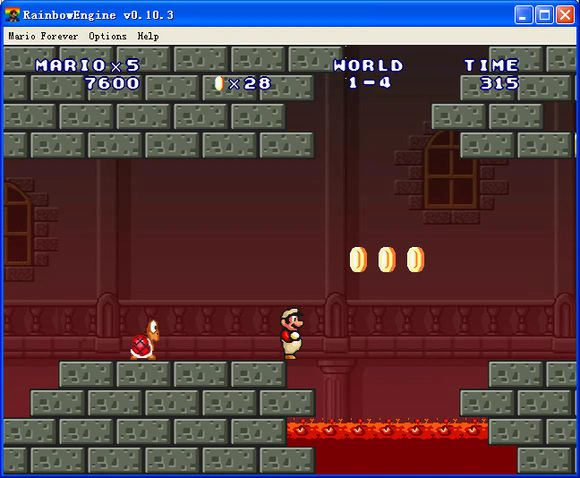 RainbowEngine v0.10.3
Mario Forever Options Help
MARIO×5 WORLD TIME
7600 ×28 1-4 315